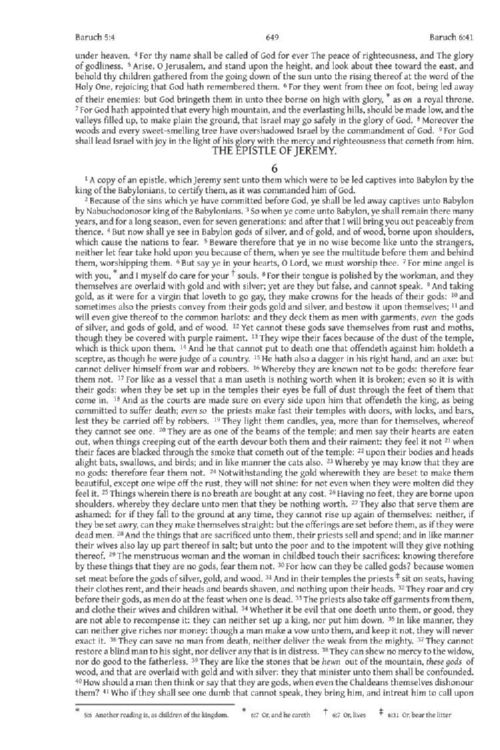 Baruch 5:4 649 Baruch 6:41
under heaven. 4 For thy name shall be called of God for ever The peace of righteousness, and The glory
of godliness. 5 Arise, O Jerusalem, and stand upon the height, and look about thee toward the east, and
behold thy children gathered from the going down of the sun unto the rising thereof at the word of the
Holy One, rejoicing that God hath remembered them. 6 For they went from thee on foot, being led away
of their enemies: but God bringeth them in unto thee borne on high with glory, * as on a royal throne.
7 For God hath appointed that every high mountain, and the everlasting hills, should be made low, and the
valleys filled up, to make plain the ground, that Israel may go safely in the glory of God. 8 Moreover the
woods and every sweet-smelling tree have overshadowed Israel by the commandment of God. 9 For God
shall lead Israel with joy in the light of his glory with the mercy and righteousness that cometh from him.
THE EPISTLE OF JEREMY.
6
1 A copy of an epistle, which Jeremy sent unto them which were to be led captives into Babylon by the
king of the Babylonians, to certify them, as it was commanded him of God.
2 Because of the sins which ye have committed before God, ye shall be led away captives unto Babylon
by Nabuchodonosor king of the Babylonians. 3 So when ye come unto Babylon, ye shall remain there many
years, and for a long season, even for seven generations: and after that I will bring you out peaceably from
thence. 4 But now shall ye see in Babylon gods of silver, and of gold, and of wood, borne upon shoulders,
which cause the nations to fear. 5 Beware therefore that ye in no wise become like unto the strangers,
neither let fear take hold upon you because of them, when ye see the multitude before them and behind
them, worshipping them. 6 But say ye in your hearts, O Lord, we must worship thee. 7 For mine angel is
with you, * and I myself do care for your † souls. 8 For their tongue is polished by the workman, and they
themselves are overlaid with gold and with silver; yet are they but false, and cannot speak. 9 And taking
gold, as it were for a virgin that loveth to go gay, they make crowns for the heads of their gods: 10 and
sometimes also the priests convey from their gods gold and silver, and bestow it upon themselves; 11 and
will even give thereof to the common harlots: and they deck them as men with garments, even the gods
of silver, and gods of gold, and of wood. 12 Yet cannot these gods save themselves from rust and moths,
though they be covered with purple raiment. 13 They wipe their faces because of the dust of the temple,
which is thick upon them. 14 And he that cannot put to death one that offendeth against him holdeth a
sceptre, as though he were judge of a country. 15 He hath also a dagger in his right hand, and an axe: but
cannot deliver himself from war and robbers. 16 Whereby they are known not to be gods: therefore fear
them not. 17 For like as a vessel that a man useth is nothing worth when it is broken; even so it is with
their gods: when they be set up in the temples their eyes be full of dust through the feet of them that
come in. 18 And as the courts are made sure on every side upon him that offendeth the king, as being
committed to suffer death; even so the priests make fast their temples with doors, with locks, and bars,
lest they be carried off by robbers. 19 They light them candles, yea, more than for themselves, whereof
they cannot see one. 20 They are as one of the beams of the temple; and men say their hearts are eaten
out, when things creeping out of the earth devour both them and their raiment: they feel it not 21 when
their faces are blacked through the smoke that cometh out of the temple: 22 upon their bodies and heads
alight bats, swallows, and birds; and in like manner the cats also. 23 Whereby ye may know that they are
no gods: therefore fear them not. 24 Notwithstanding the gold wherewith they are beset to make them
beautiful, except one wipe off the rust, they will not shine: for not even when they were molten did they
feel it. 25 Things wherein there is no breath are bought at any cost. 26 Having no feet, they are borne upon
shoulders, whereby they declare unto men that they be nothing worth. 27 They also that serve them are
ashamed: for if they fall to the ground at any time, they cannot rise up again of themselves: neither, if
they be set awry, can they make themselves straight: but the offerings are set before them, as if they were
dead men. 28 And the things that are sacrificed unto them, their priests sell and spend; and in like manner
their wives also lay up part thereof in salt; but unto the poor and to the impotent will they give nothing
thereof. 29 The menstruous woman and the woman in childbed touch their sacrifices: knowing therefore
by these things that they are no gods, fear them not. 30 For how can they be called gods? because women
set meat before the gods of silver, gold, and wood. 31 And in their temples the priests ‡ sit on seats, having
their clothes rent, and their heads and beards shaven, and nothing upon their heads. 32 They roar and cry
before their gods, as men do at the feast when one is dead. 33 The priests also take off garments from them,
and clothe their wives and children withal. 34 Whether it be evil that one doeth unto them, or good, they
are not able to recompense it: they can neither set up a king, nor put him down. 35 In like manner, they
can neither give riches nor money: though a man make a vow unto them, and keep it not, they will never
exact it. 36 They can save no man from death, neither deliver the weak from the mighty. 37 They cannot
restore a blind man to his sight, nor deliver any that is in distress. 38 They can shew no mercy to the widow,
nor do good to the fatherless. 39 They are like the stones that be hewn out of the mountain, these gods of
wood, and that are overlaid with gold and with silver: they that minister unto them shall be confounded.
40 How should a man then think or say that they are gods, when even the Chaldeans themselves dishonour
them? 41 Who if they shall see one dumb that cannot speak, they bring him, and intreat him to call upon
* 5:6 Another reading is, as children of the kingdom. * 6:7 Or, and he careth † 6:7 Or, lives ‡ 6:31 Or, bear the litter